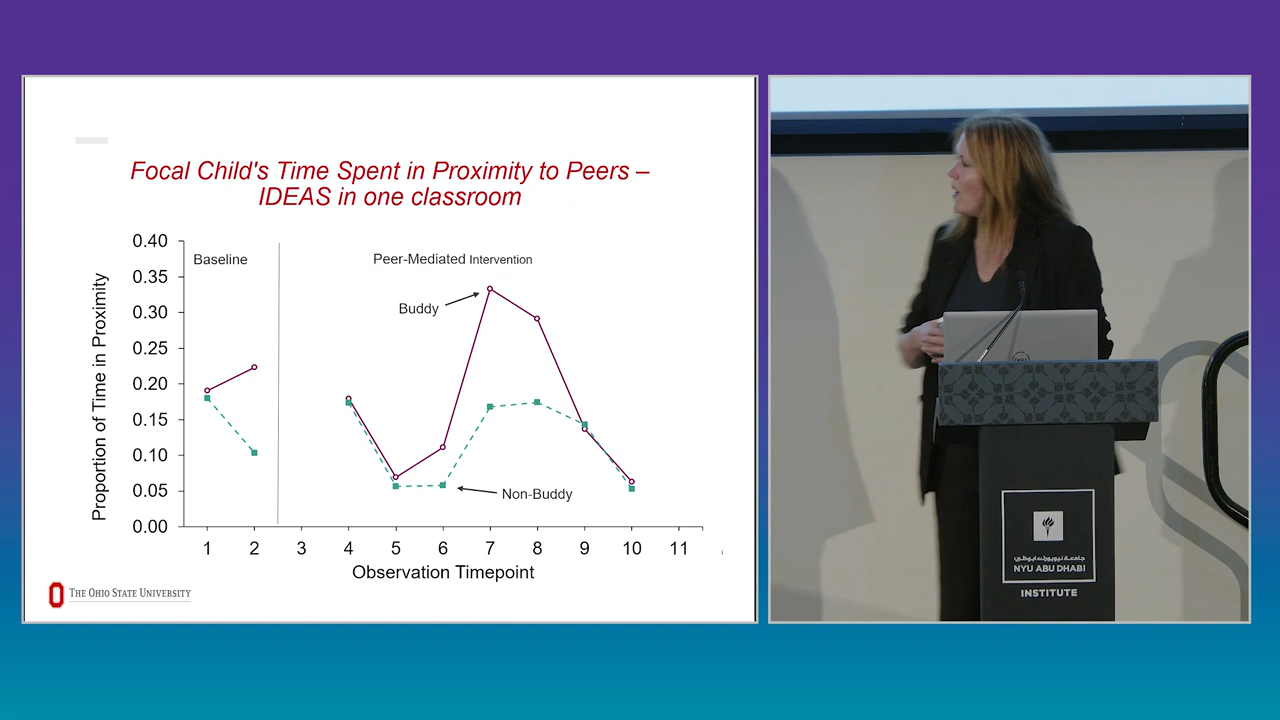 Focal Child's Time Spent in Proximity to Peers –
IDEAS in one classroom
Proportion of Time in Proximity
0.40
0.35
0.30
0.25
0.20
0.15
0.10
0.05
0.00
Baseline
Peer-Mediated Intervention
Buddy
Non-Buddy
1 2 3 4 5 6 7 8 9 10 11
Observation Timepoint
THE OHIO STATE UNIVERSITY
جامعة نيويورك أبوظبي
NYU ABU DHABI
INSTITUTE